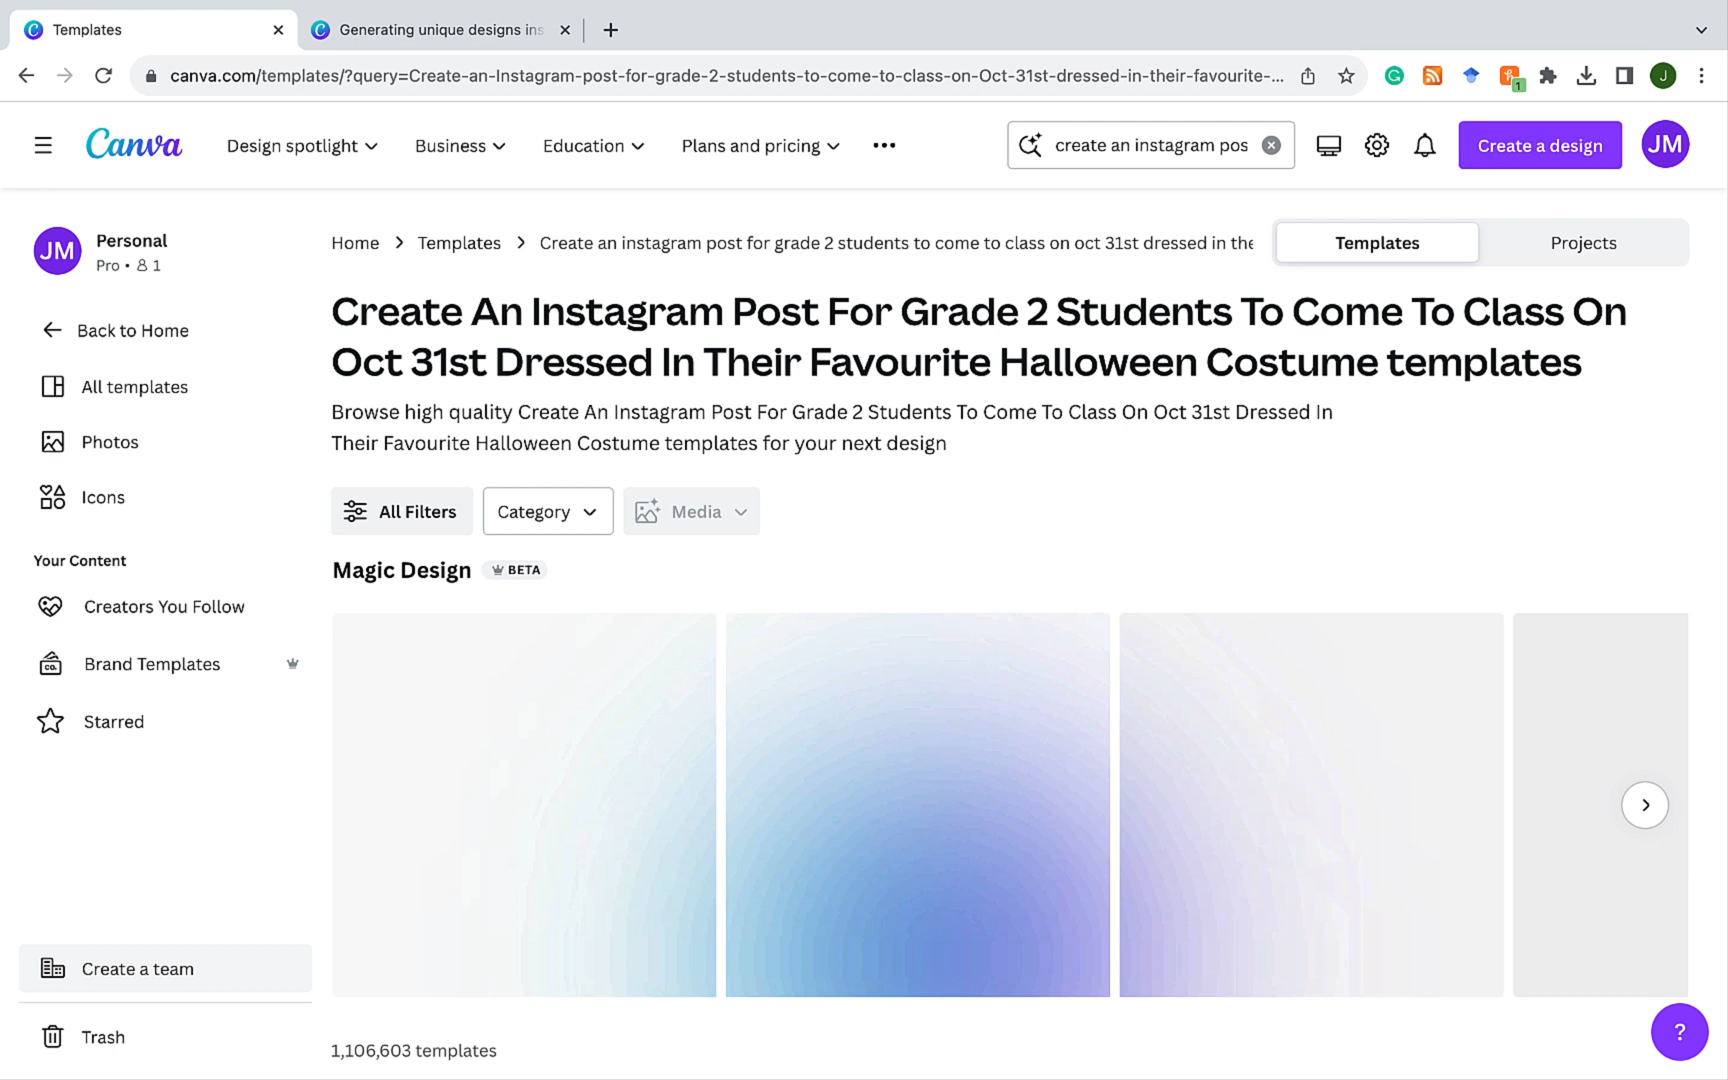 Templates
Generating unique designs ins
canva.com/templates/?query=Create-an-Instagram-post-for-grade-2-students-to-come-to-class-on-Oct-31st-dressed-in-their-favourite-...
1
J
Canva
Design spotlight
Business
Education
Plans and pricing
create an instagram pos
Create a design
JM
JM
Personal
Pro • 1
Home > Templates > Create an instagram post for grade 2 students to come to class on oct 31st dressed in the
Templates
Projects
Back to Home
All templates
Photos
Icons
Your Content
Creators You Follow
CO.
Brand Templates
Starred
Create a team
Trash
Create An Instagram Post For Grade 2 Students To Come To Class On
Oct 31st Dressed In Their Favourite Halloween Costume templates
Browse high quality Create An Instagram Post For Grade 2 Students To Come To Class On Oct 31st Dressed In
Their Favourite Halloween Costume templates for your next design
All Filters
Category
Media
Magic Design
BETA
1,106,603 templates
?